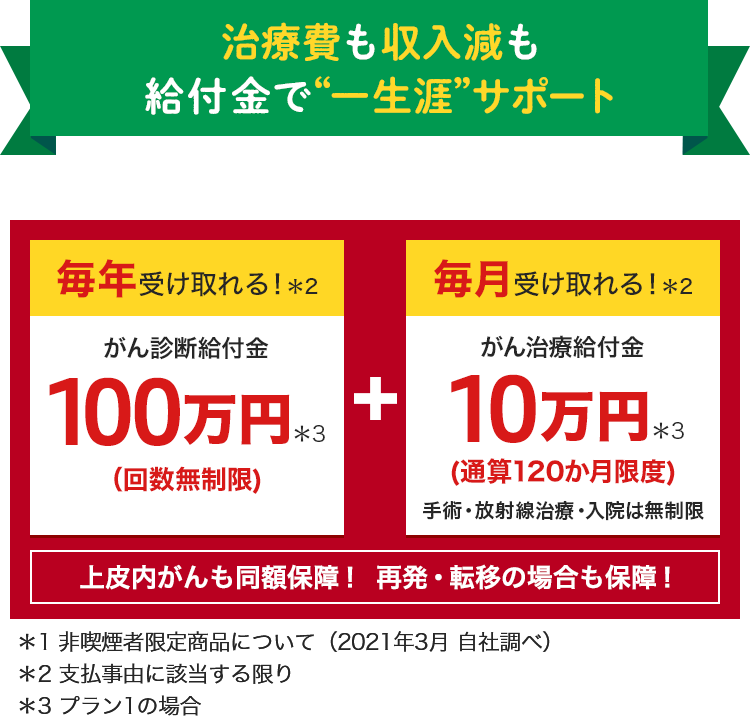 治療費も収入減も
給付金で“一生涯”サポート
毎年受け取れる！＊2
がん診断給付金
100万円＊3
(回数無制限)
＋
毎月受け取れる！＊2
がん治療給付金
10万円＊3
(通算120か月限度)
手術・放射線治療・入院は無制限
上皮内がんも同額保障！ 再発・転移の場合も保障！
＊1 非喫煙者限定商品について（2021年3月 自社調べ）
＊2 支払事由に該当する限り
＊3 プラン1の場合